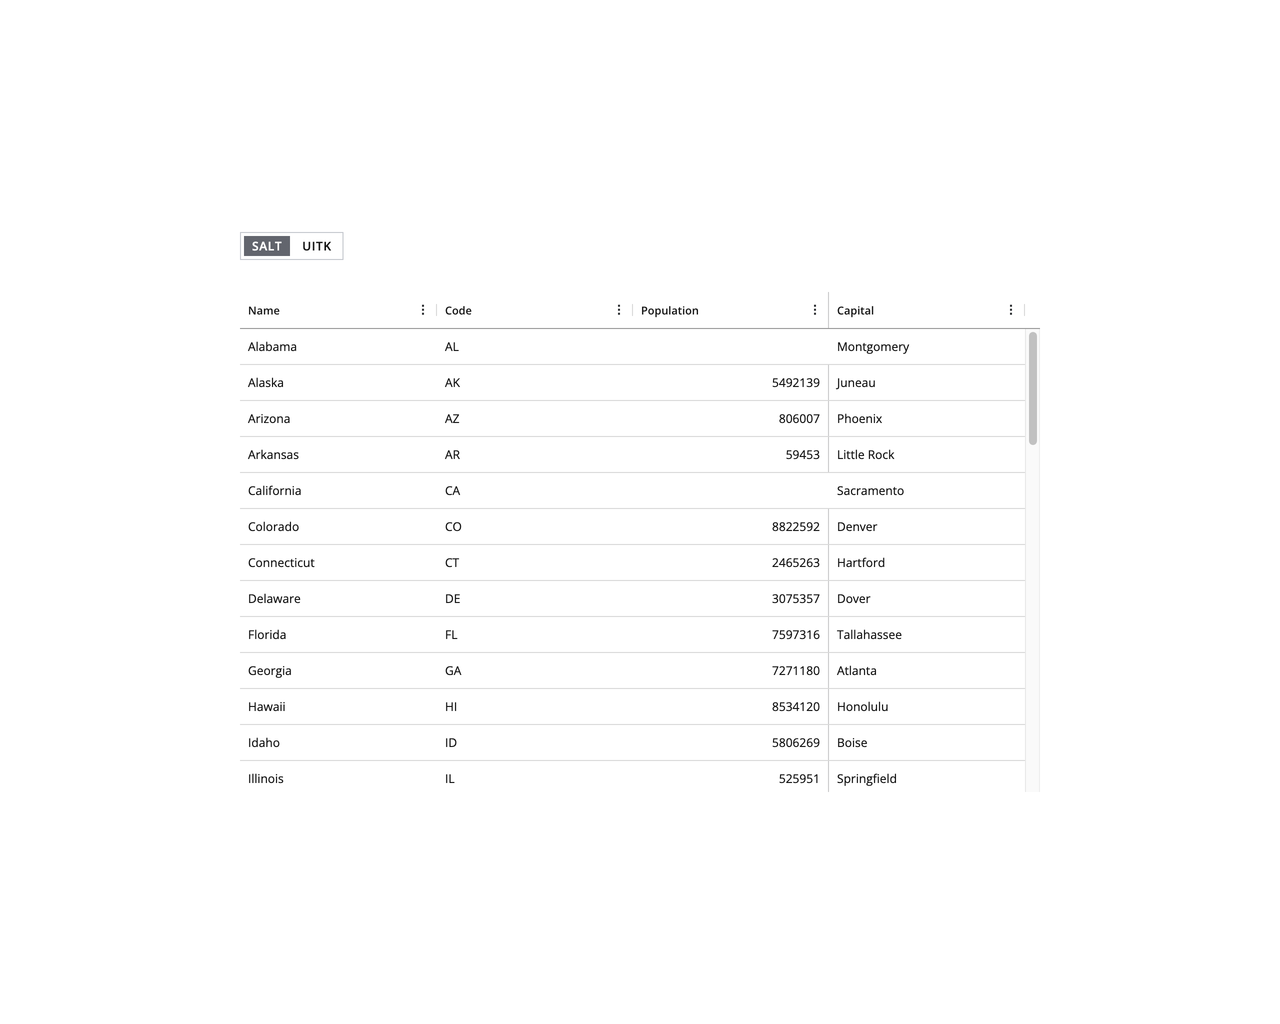 SALT UITK
Name Code Population Capital
Alabama AL Montgomery
Alaska AK 5492139 Juneau
Arizona AZ 806007 Phoenix
Arkansas AR 59453 Little Rock
California CA Sacramento
Colorado CO 8822592 Denver
Connecticut CT 2465263 Hartford
Delaware DE 3075357 Dover
Florida FL 7597316 Tallahassee
Georgia GA 7271180 Atlanta
Hawaii HI 8534120 Honolulu
Idaho ID 5806269 Boise
Illinois IL 525951 Springfield